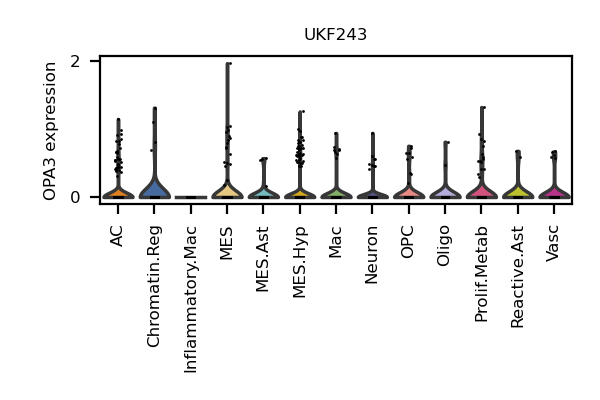 UKF243
OPA3 expression
2
0
AC
Chromatin.Reg
Inflammatory.Mac
MES
MES.Ast
MES.Hyp
Mac
Neuron
OPC
Oligo
Prolif.Metab
Reactive.Ast
Vasc